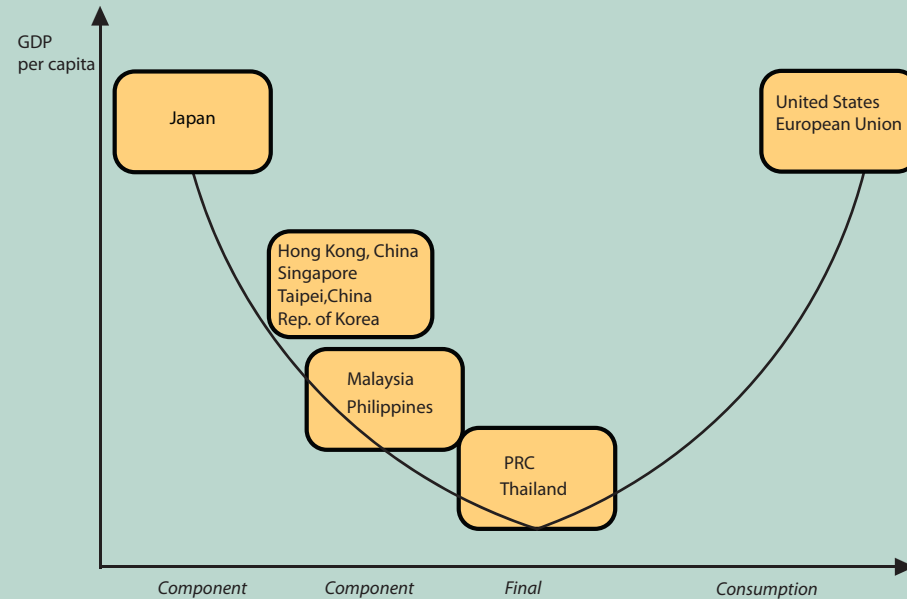 GDP
per capita
Japan
United States
European Union
Hong Kong, China
Singapore
Taipei,China
Rep. of Korea
Malaysia
Philippines
PRC
Thailand
Component
Component
Final
Consumption